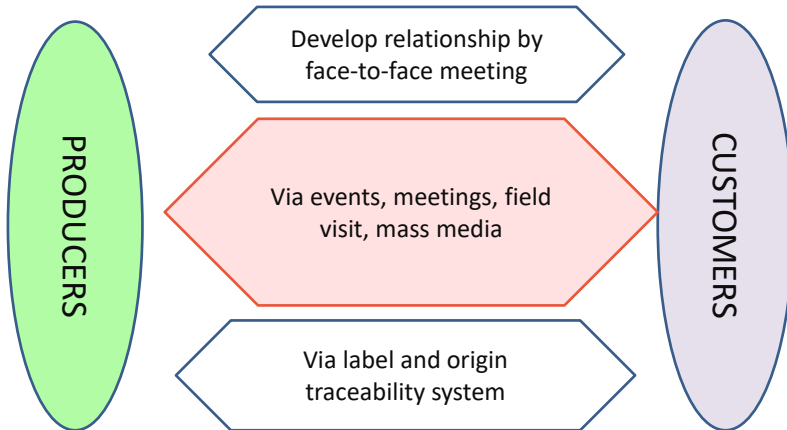 PRODUCERS
Develop relationship by
face-to-face meeting
Via events, meetings, field
visit, mass media
Via label and origin
traceability system
CUSTOMERS